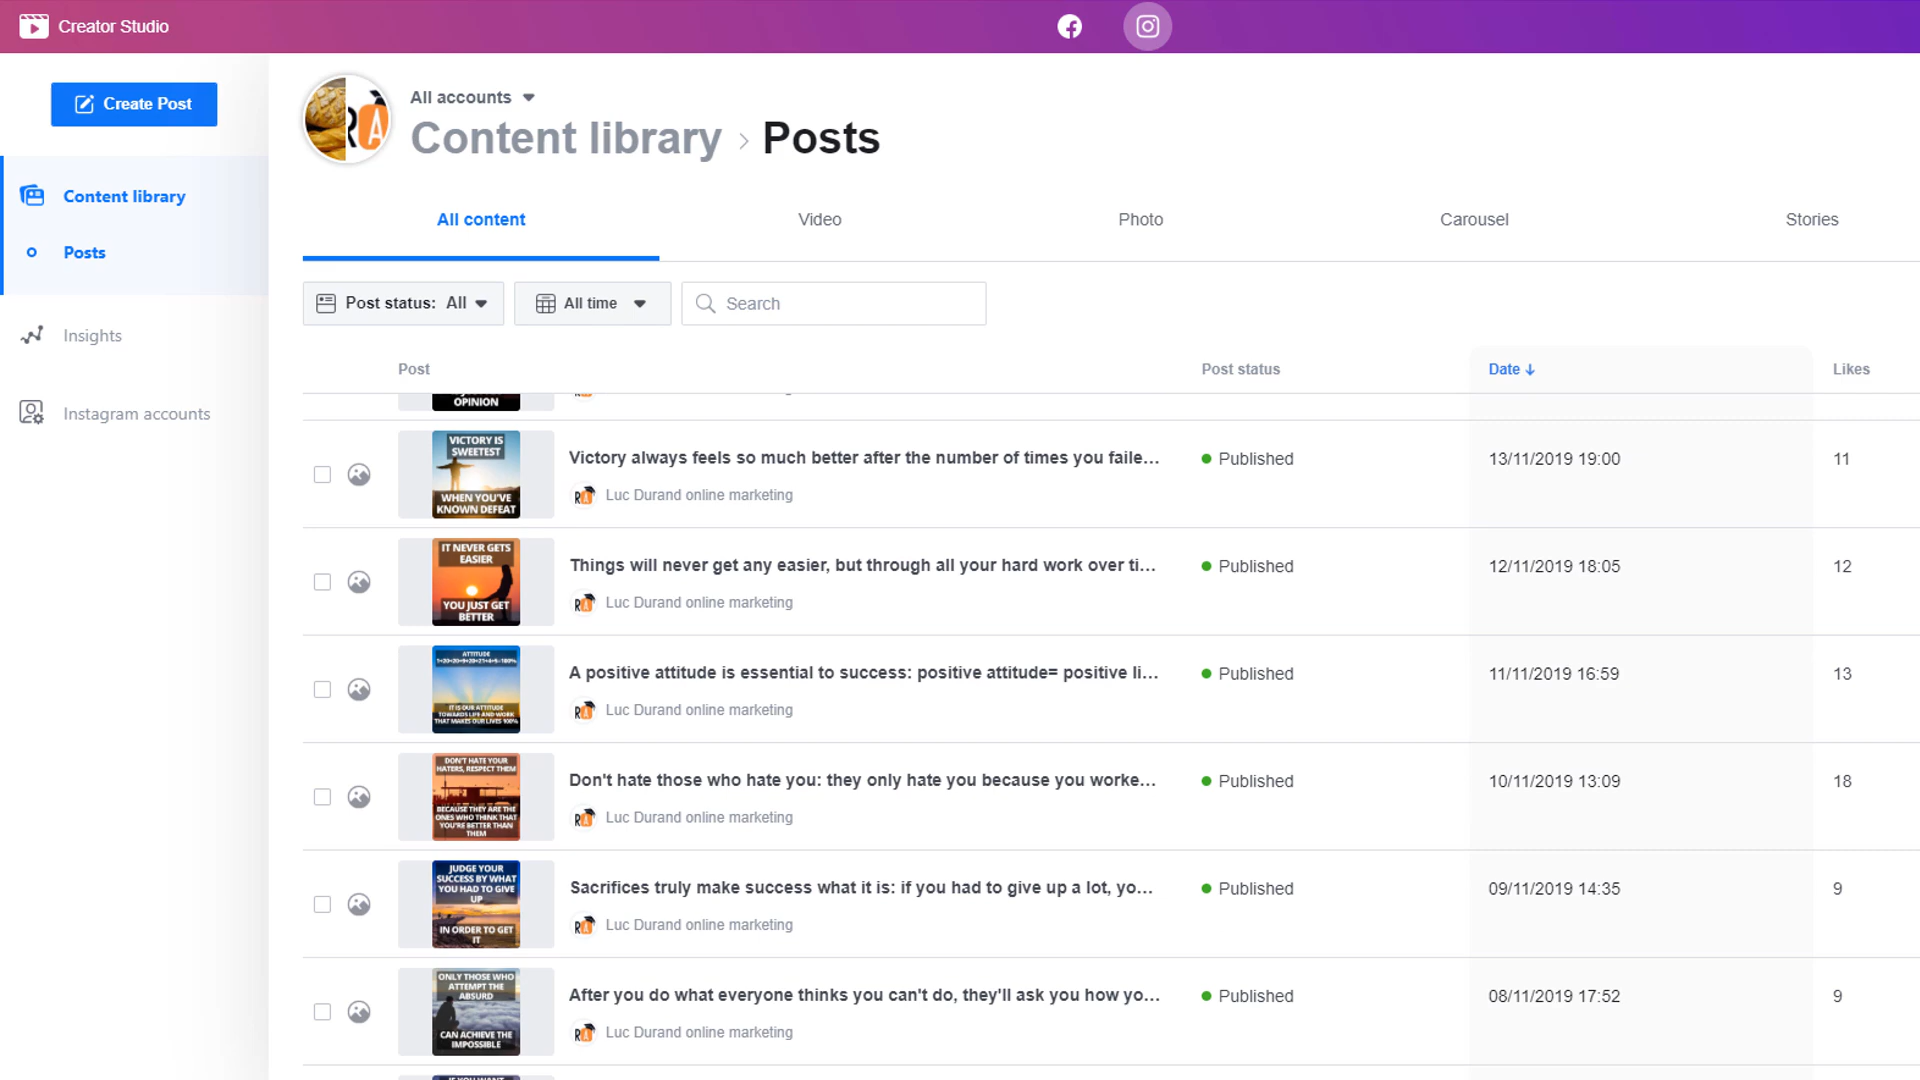 Creator Studio
Create Post
Content library
Posts
Insights
Instagram accounts
All accounts
Content library > Posts
All content Video Photo Carousel Stories
Post status: All All time Search
Post Post status Date ↓ Likes
OPINION
VICTORY IS
SWEETEST
WHEN YOU'VE
KNOWN DEFEAT
Victory always feels so much better after the number of times you faile...
RA Luc Durand online marketing
Published 13/11/2019 19:00 11
IT NEVER GETS
EASIER
YOU JUST GET
BETTER
Things will never get any easier, but through all your hard work over ti...
RA Luc Durand online marketing
Published 12/11/2019 18:05 12
ATTITUDE
IT IS OUR ATTITUDE
TOWARDS LIFE AND WORK
THAT MAKES OUR LIVES 100%
A positive attitude is essential to success: positive attitude= positive li...
RA Luc Durand online marketing
Published 11/11/2019 16:59 13
DON'T HATE YOUR
HATERS, RESPECT THEM
BECAUSE THEY ARE THE
ONES WHO THINK THAT
YOU'RE BETTER THAN
THEM
Don't hate those who hate you: they only hate you because you worke...
RA Luc Durand online marketing
Published 10/11/2019 13:09 18
JUDGE YOUR
SUCCESS BY WHAT
YOU HAD TO GIVE
UP
IN ORDER TO GET
IT
Sacrifices truly make success what it is: if you had to give up a lot, yo...
RA Luc Durand online marketing
Published 09/11/2019 14:35 9
ONLY THOSE WHO
ATTEMPT THE
ABSURD
CAN ACHIEVE THE
IMPOSSIBLE
After you do what everyone thinks you can't do, they'll ask you how yo...
RA Luc Durand online marketing
Published 08/11/2019 17:52 9
IF YOU WANT